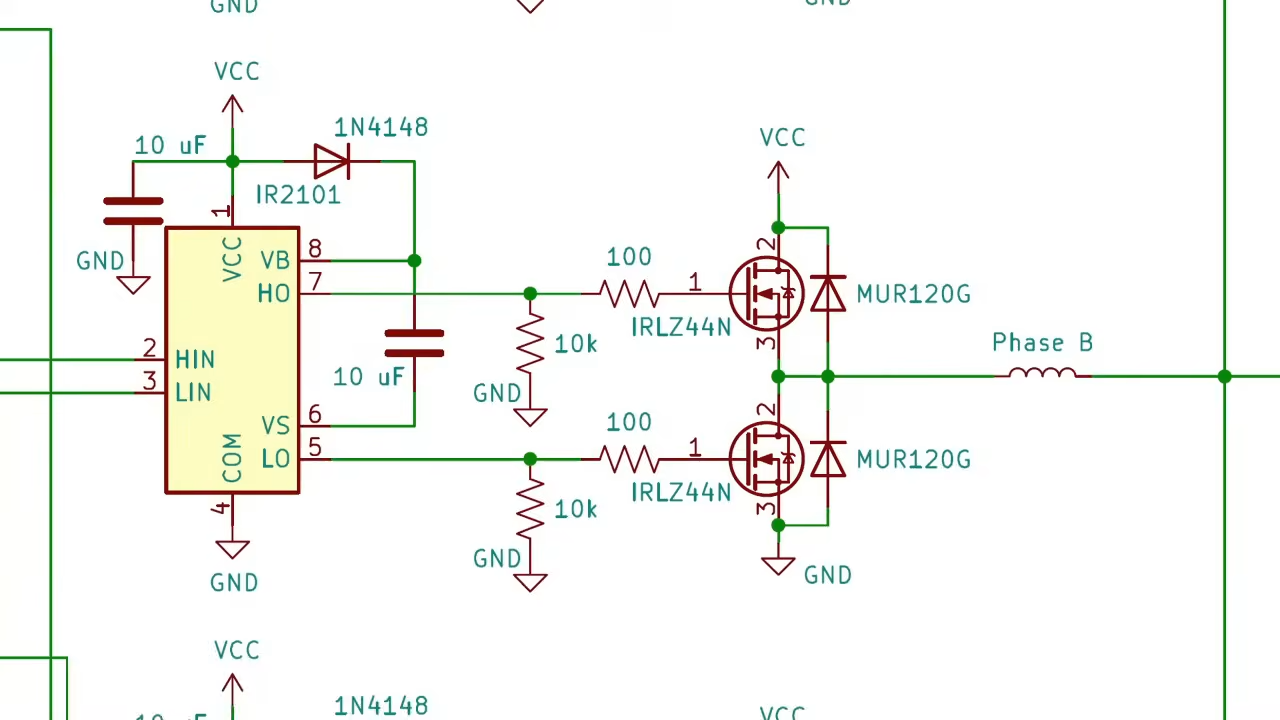 GND
GND
VCC
1N4148
10 uF
VCC
IR2101
1
2
VCC
VB
8
100
GND
HO
7
1
MUR120G
IRLZ44N
10k
3
Phase B
2
HIN
10 uF
3
LIN
GND
VS
6
100
2
COM
LO
5
1
MUR120G
IRLZ44N
4
10k
3
GND
GND
GND
VCC
1N4148
10 uF
VCC